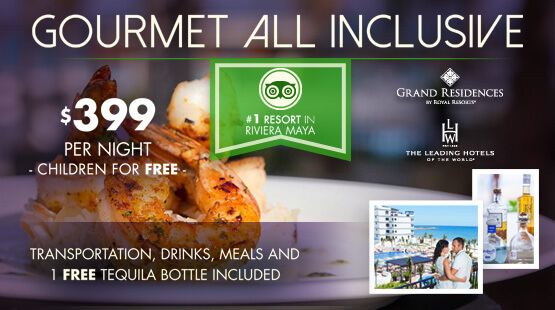 GOURMET ALL INCLUSIVE
$399
PER NIGHT
- CHILDREN FOR FREE -
#1 RESORT IN
RIVIERA MAYA
GRAND RESIDENCES
BY ROYAL RESORTS®
THE LEADING HOTELS
OF THE WORLD®
TRANSPORTATION, DRINKS, MEALS AND
1 FREE TEQUILA BOTTLE INCLUDED